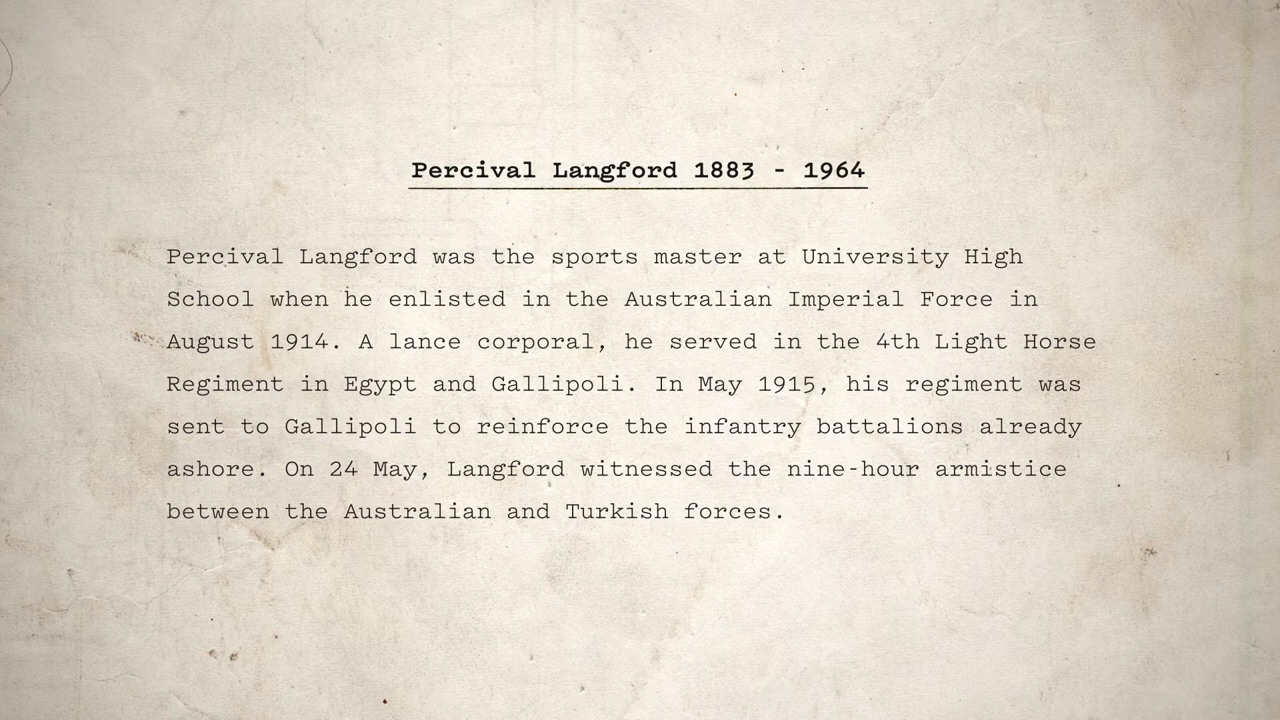 Percival Langford 1883 - 1964
Percival Langford was the sports master at University High
School when he enlisted in the Australian Imperial Force in
August 1914. A lance corporal, he served in the 4th Light Horse
Regiment in Egypt and Gallipoli. In May 1915, his regiment was
sent to Gallipoli to reinforce the infantry battalions already
ashore. On 24 May, Langford witnessed the nine-hour armistice
between the Australian and Turkish forces.